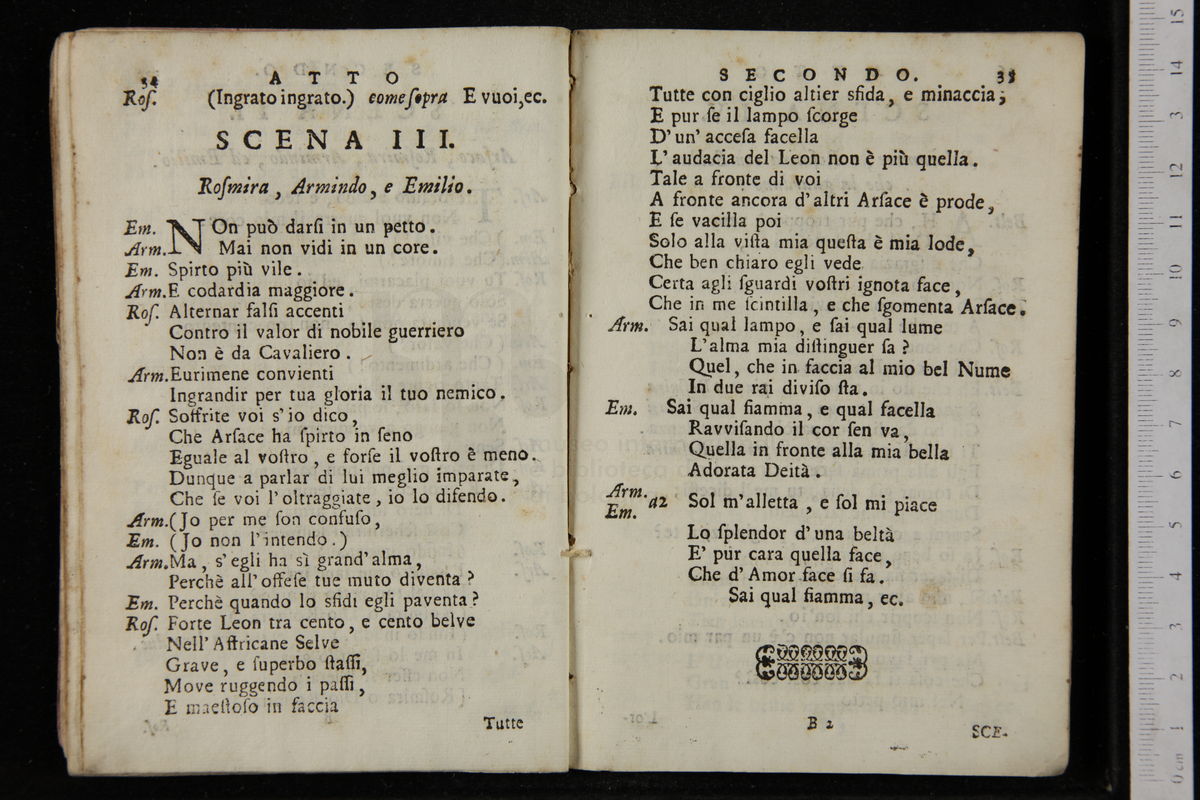 34
ATTO
Roſ. (Ingrato ingrato.) come ſopra E vuoi,ec.
SCENA III.
Roſmira , Armindo , e Emilio .
Em. NOn può darſi in un petto .
Arm. Mai non vidi in un core .
Em. Spirto più vile .
Arm. E codardia maggiore .
Roſ. Alternar falſi accenti
Contro il valor di nobile guerriero
Non è da Cavaliero .
Arm. Eurimene convienti
Ingrandir per tua gloria il tuo nemico .
Roſ. Soffrite voi s' io dico ,
Che Arſace ha ſpirto in ſeno
Eguale al voſtro , e forſe il voſtro è meno .
Dunque a parlar di lui meglio imparate ,
Che ſe voi l' oltraggiate , io lo difendo .
Arm. (Jo per me ſon confuſo ,
Em. (Jo non l' intendo .)
Arm. Ma , s' egli ha sì grand' alma ,
Perchè all' offeſe tue muto diventa ?
Em. Perchè quando lo sfidi egli paventa ?
Roſ. Forte Leon tra cento , e cento belve
Nell' Affricane Selve
Grave , e ſuperbo ſtaſſi,
Move ruggendo i paſſi ,
E maeſtoſo in faccia
Tutte
SECONDO.
35
Tutte con ciglio altier sfida , e minaccia ;
E pur ſe il lampo ſcorge
D' un' acceſa facella
L' audacia del Leon non è più quella .
Tale a fronte di voi
A fronte ancora d' altri Arſace è prode ,
E ſe vacilla poi
Solo alla viſta mia queſta è mia lode ,
Che ben chiaro egli vede
Certa agli ſguardi voſtri ignota face ,
Che in me ſcintilla , e che ſgomenta Arſace .
Arm. Sai qual lampo , e ſai qual lume
L'alma mia diſtinguer ſa ?
Quel , che in faccia al mio bel Nume
In due rai diviſo ſta .
Em. Sai qual fiamma , e qual facella
Ravviſando il cor ſen va ,
Quella in fronte alla mia bella
Adorata Deità .
Arm.
Em. a2 Sol m'alletta , e ſol mi piace
Lo ſplendor d'una beltà
E' pur cara quella face ,
Che d' Amor face ſi fa .
Sai qual fiamma , ec.
B 2
SCE-